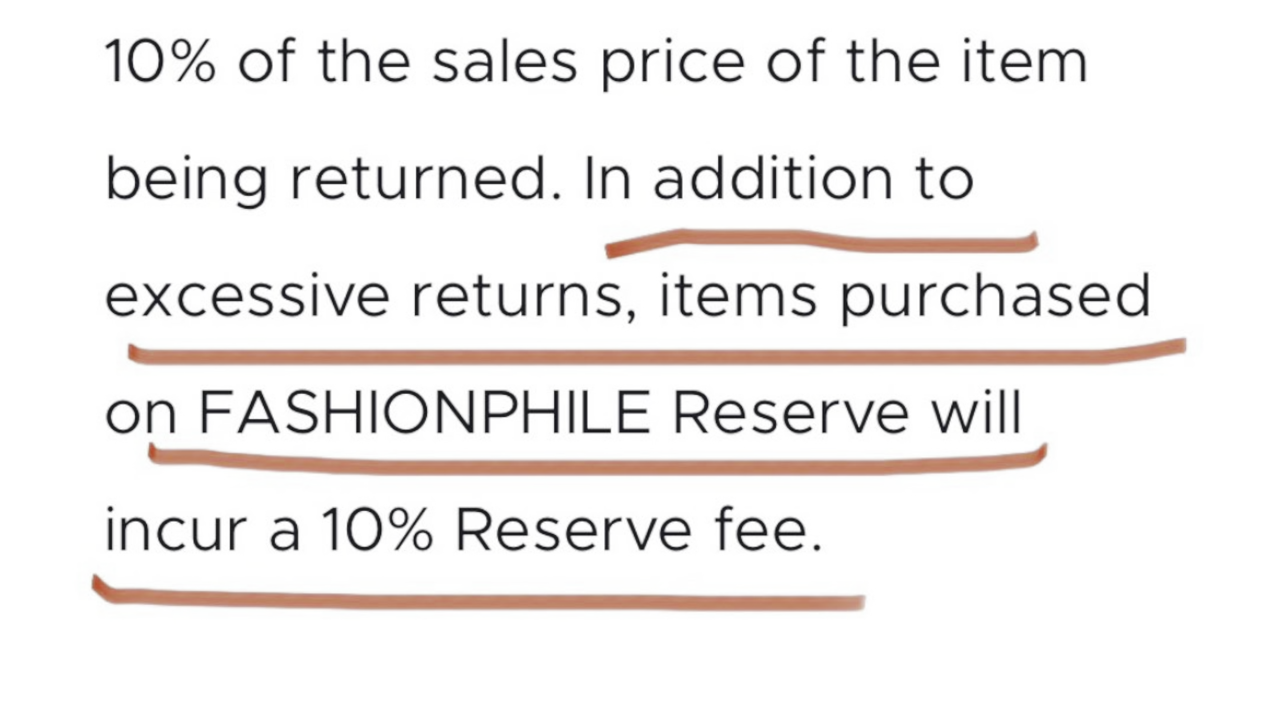 10% of the sales price of the item
being returned. In addition to
excessive returns, items purchased
on FASHIONPHILE Reserve will
incur a 10% Reserve fee.